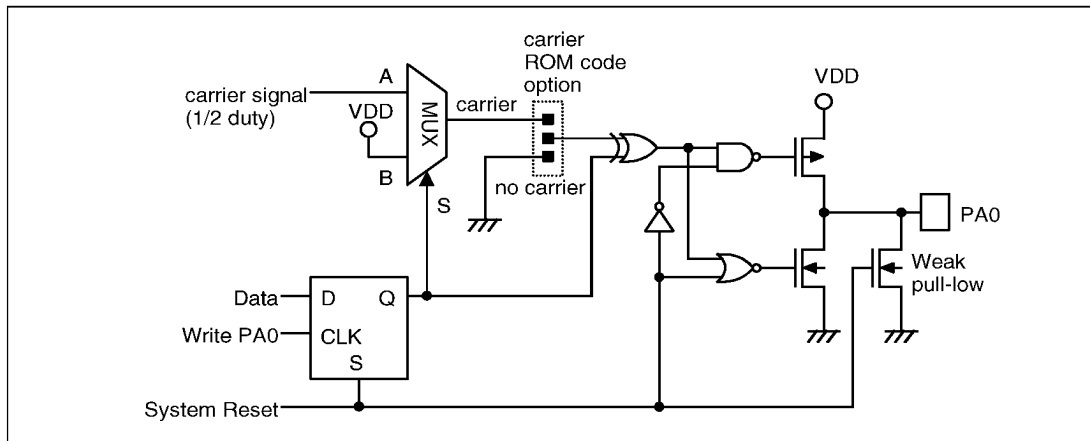 carrier
ROM code
option
VDD
A
carrier signal
(1/2 duty)
VDD
MUX
carrier
B
S
no carrier
PA0
Weak
pull-low
Data
D
Q
Write PA0
CLK
S
System Reset